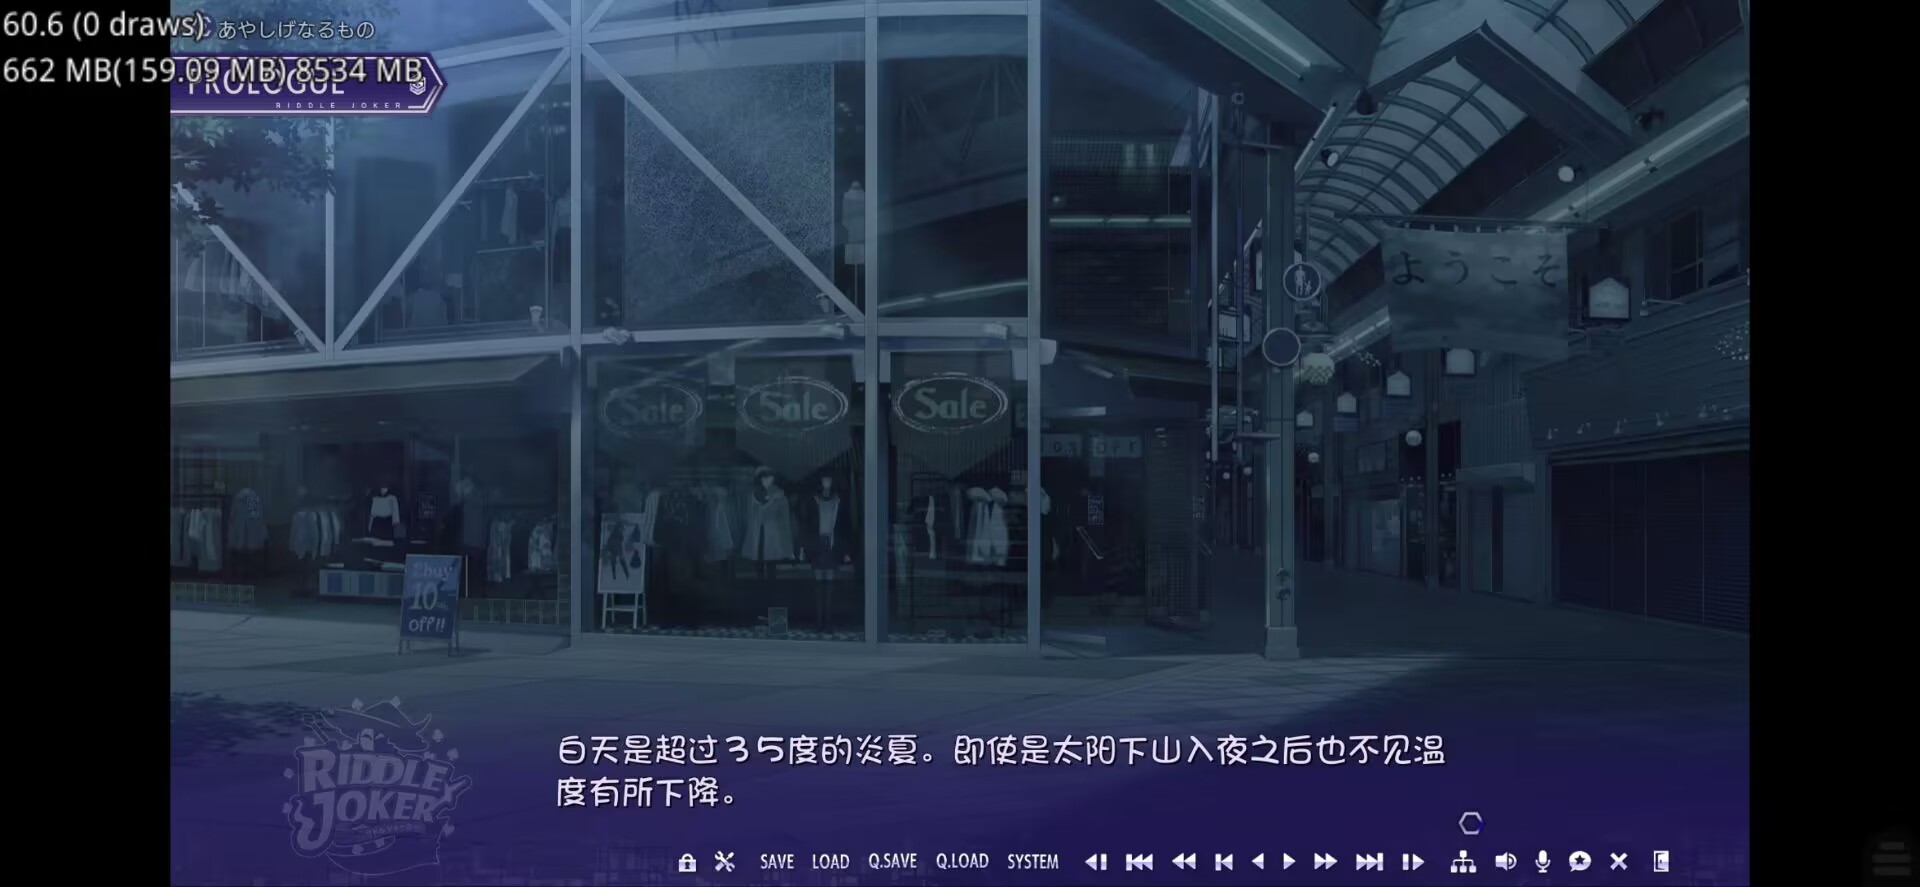 60.6 (0 draws)
あやしげなるもの
662 MB(159.09 MB) 8534 MB
PROLOGUE
RIDDLE JOKER
ようこそ
Sale
Sale
Sale
2buy
10
off!!
RIDDLE
JOKER
白天是超过35度的炎夏。即使是太阳下山入夜之后也不见温
度有所下降。
SAVE LOAD Q.SAVE Q.LOAD SYSTEM